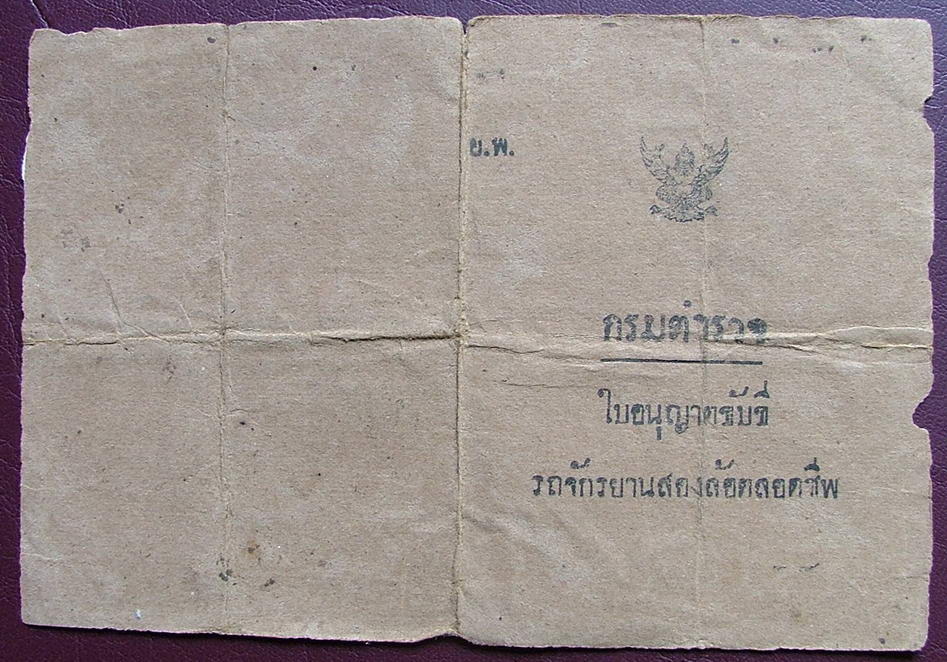 ย.พ.
กรมตำรวจ
ใบอนุญาตขับขี่
รถจักรยานสองล้อตลอดชีพ